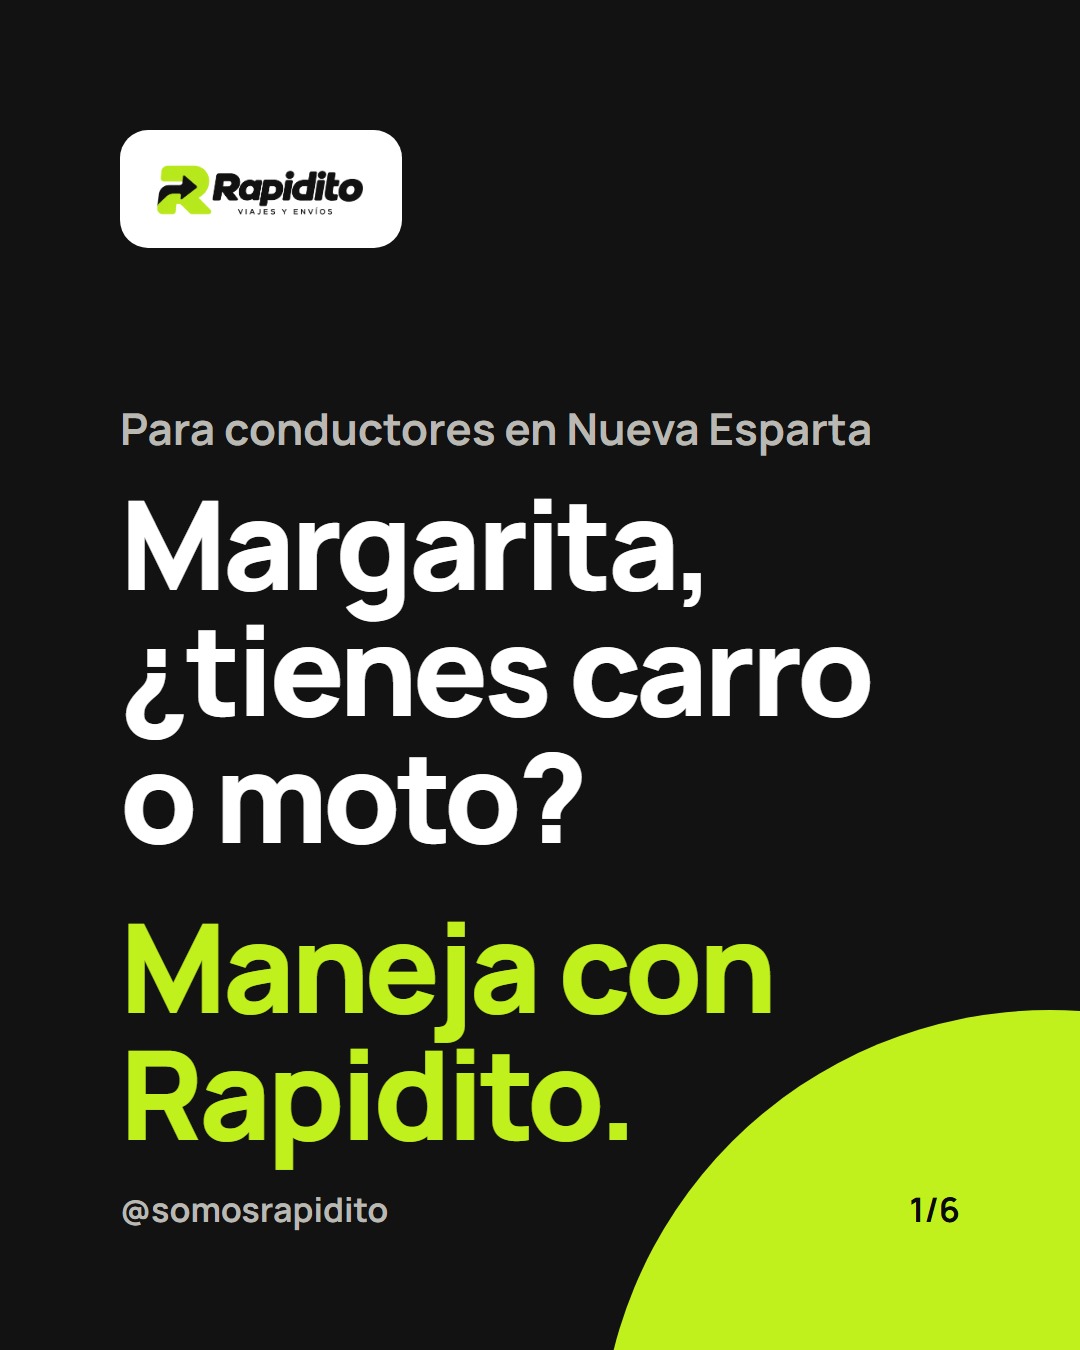 Rapidito
VIAJES Y ENVÍOS
Para conductores en Nueva Esparta
Margarita,
¿tienes carro
o moto?
Maneja con
Rapidito.
@somosrapidito
1/6